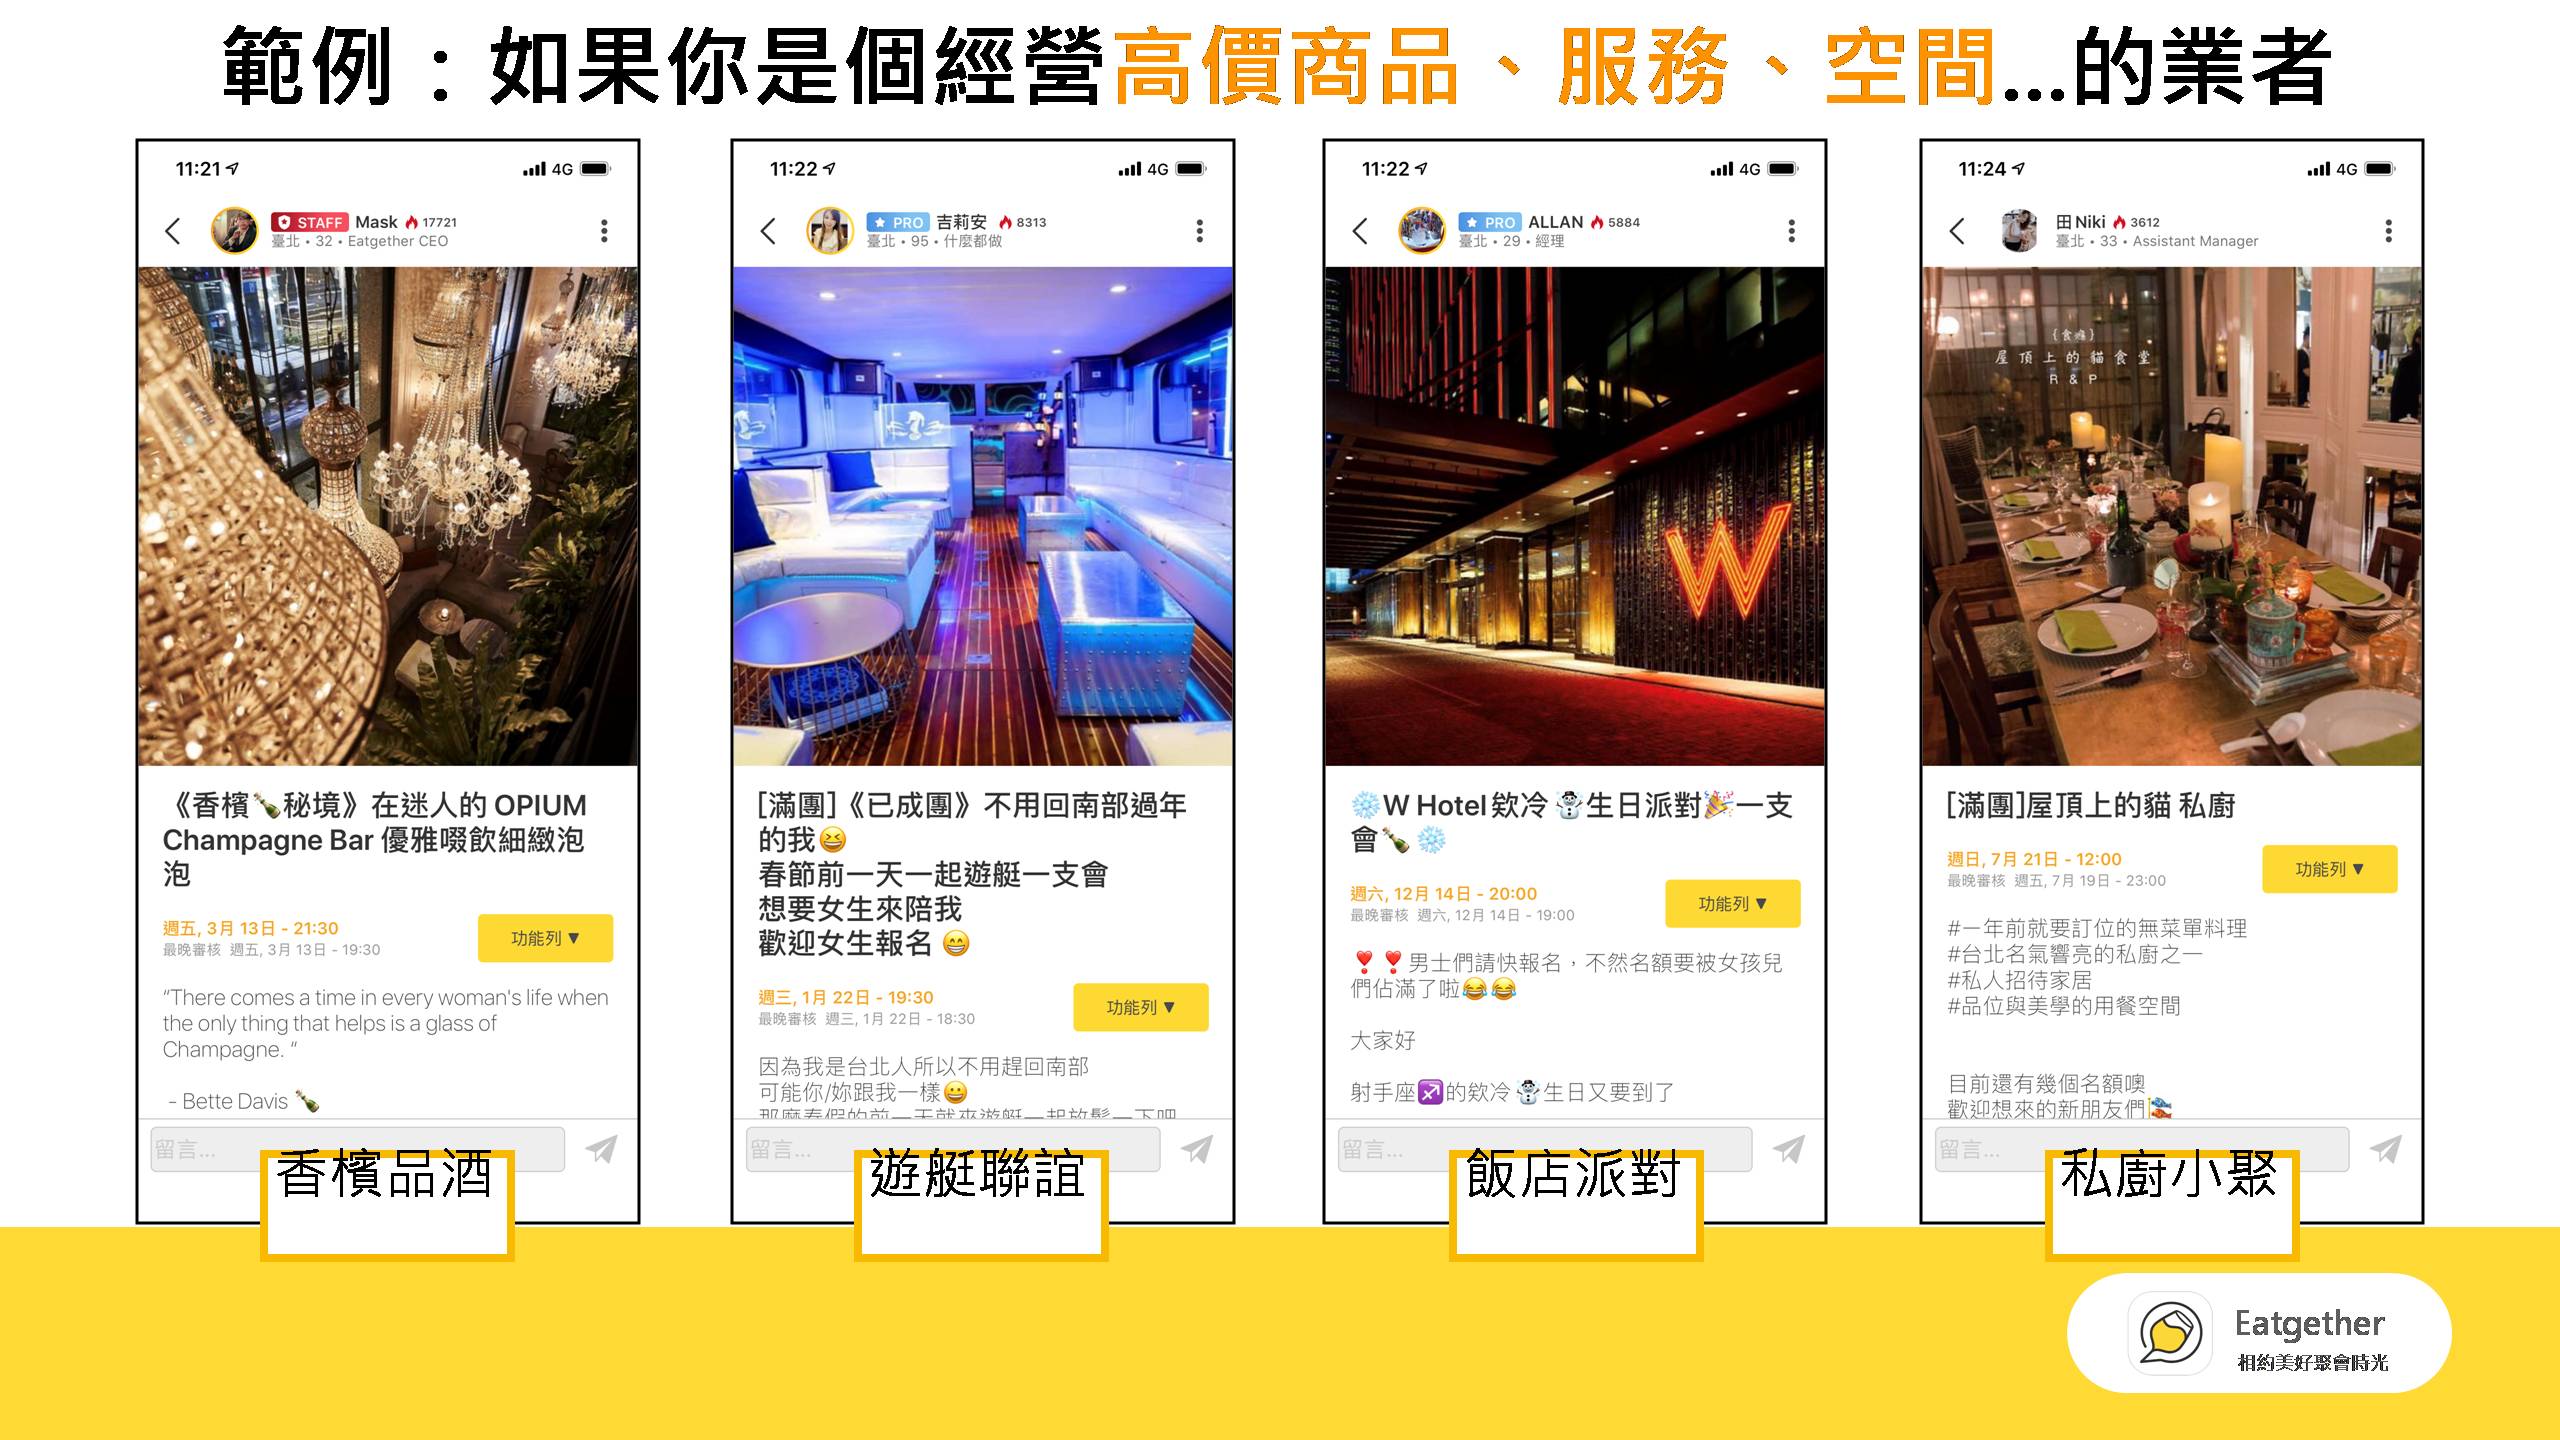 範例：如果你是個經營高價商品、服務、空間...的業者
11:21
4G
STAFF Mask 🔥 17721
臺北・32・Eatgether CEO
《香檳🍾秘境》在迷人的 OPIUM
Champagne Bar 優雅啜飲細緻泡
泡
週五, 3月 13日 - 21:30
最晚審核 週五, 3月 13日 - 19:30
功能列 ▼
“There comes a time in every woman's life when
the only thing that helps is a glass of
Champagne. “
- Bette Davis 🍾
留言...
香檳品酒
11:22
4G
PRO 吉莉安 🔥 8313
臺北・95・什麼都做
[滿團]《已成團》不用回南部過年
的我😆
春節前一天一起遊艇一支會
想要女生來陪我
歡迎女生報名 😁
週三, 1月 22日 - 19:30
最晚審核 週三, 1月 22日 - 18:30
功能列 ▼
因為我是台北人所以不用趕回南部
可能你/妳跟我一樣😀
那麼春假的前一天就來遊艇一起放鬆一下吧
留言...
遊艇聯誼
11:22
4G
PRO ALLAN 🔥 5884
臺北・29・經理
W
❄️W Hotel 欸冷⛄生日派對🎉一支
會🍾❄️
週六, 12月 14日 - 20:00
最晚審核 週六, 12月 14日 - 19:00
功能列 ▼
❣️❣️男士們請快報名，不然名額要被女孩兒
們佔滿了啦😂😂
大家好
射手座♐的欸冷⛄生日又要到了
留言...
飯店派對
11:24
4G
田Niki 🔥 3612
臺北・33・Assistant Manager
{食癮}
屋頂上的貓食堂
R & P
[滿團]屋頂上的貓 私廚
週日, 7月 21日 - 12:00
最晚審核 週五, 7月 19日 - 23:00
功能列 ▼
#一年前就要訂位的無菜單料理
#台北名氣響亮的私廚之一
#私人招待家居
#品位與美學的用餐空間
目前還有幾個名額噢
歡迎想來的新朋友們🎏
留言...
私廚小聚
Eatgether
相約美好聚會時光